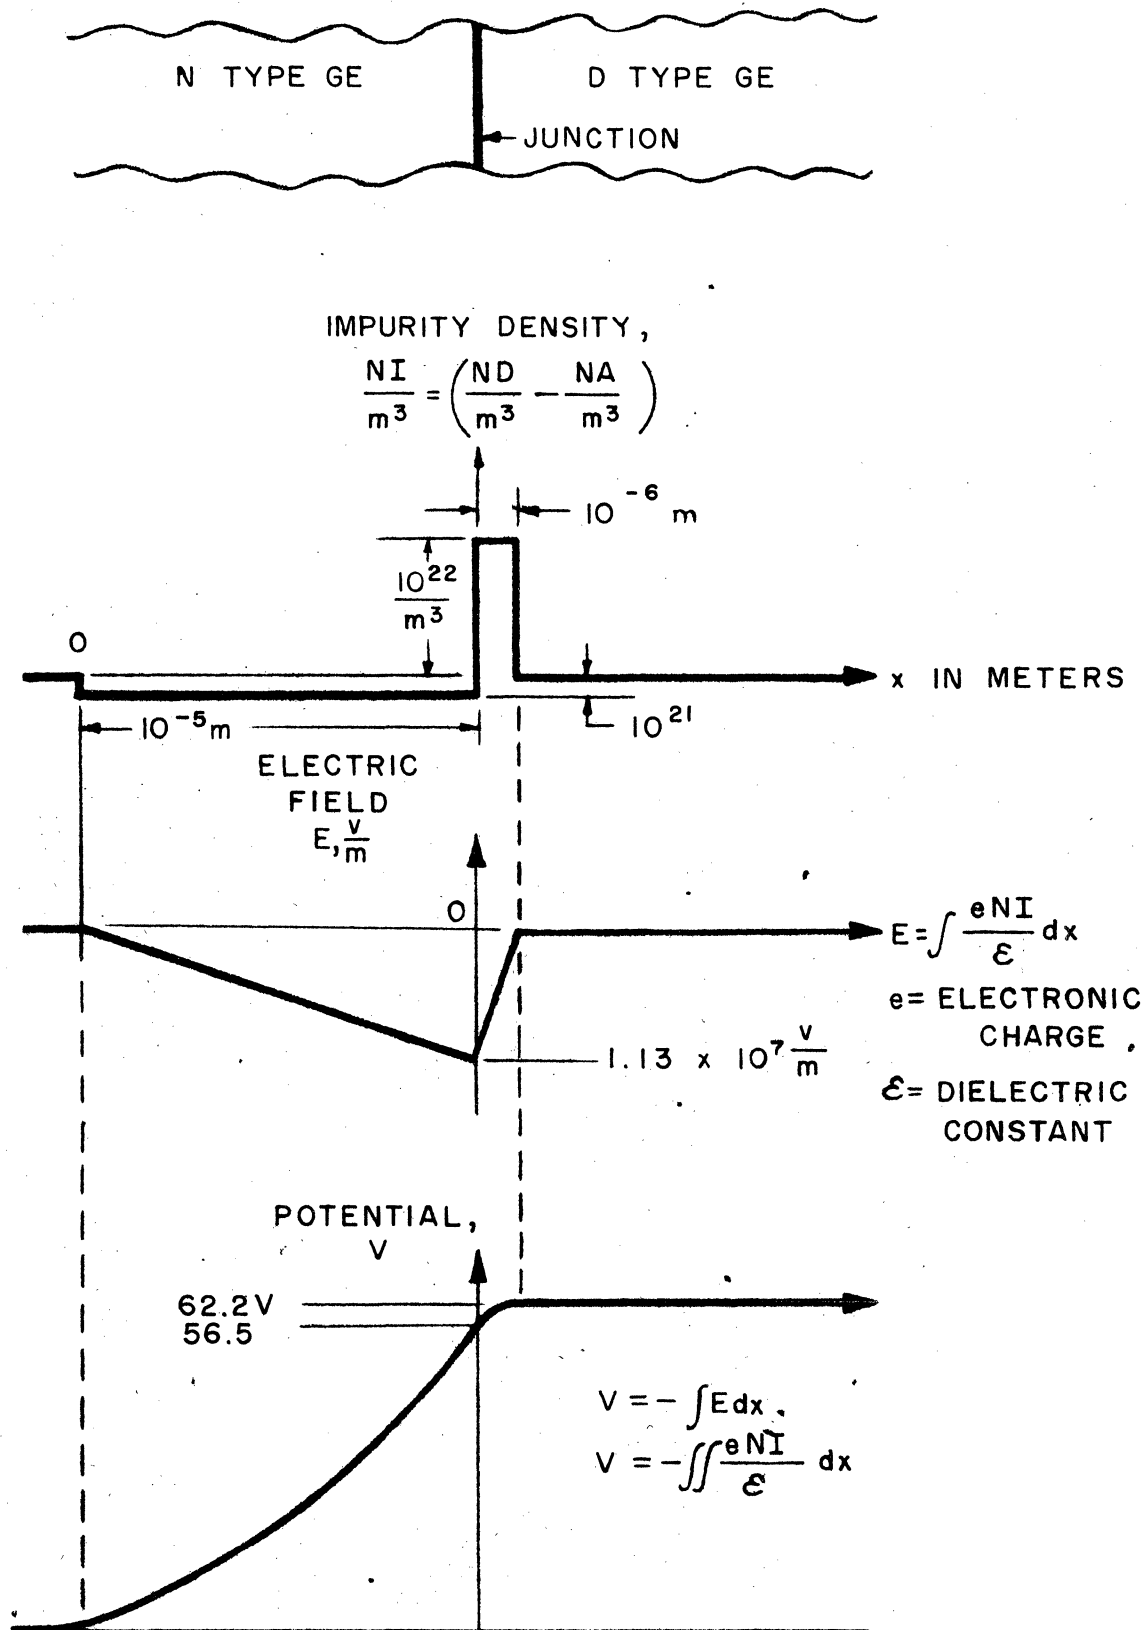 N TYPE GE
D TYPE GE
JUNCTION
IMPURITY DENSITY,
NI/m³ = (ND/m³ − NA/m³)
10⁻⁶ m
10²²/m³
O
x IN METERS
10⁻⁵m
10²¹
ELECTRIC
FIELD
E, v/m
O
E=∫ eNI/ε dx
e= ELECTRONIC
CHARGE
1.13 x 10⁷ v/m
ε= DIELECTRIC
CONSTANT
POTENTIAL,
V
62.2V
56.5
V = − ∫Edx
V = −∫∫ eNI/ε dx